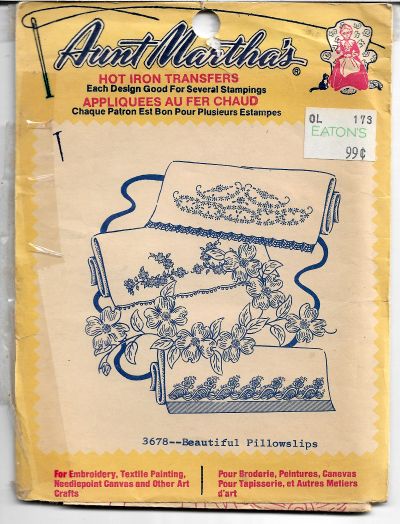 Aunt Martha's®
HOT IRON TRANSFERS
Each Design Good For Several Stampings
APPLIQUEES AU FER CHAUD
Chaque Patron Est Bon Pour Plusieurs Estampes
OL 173
EATON'S
99¢
3678--Beautiful Pillowslips
For Embroidery, Textile Painting,
Needlepoint Canvas and Other Art
Crafts
Pour Broderie, Peintures, Canevas
Pour Tapisserie, et Autres Metiers
d'art